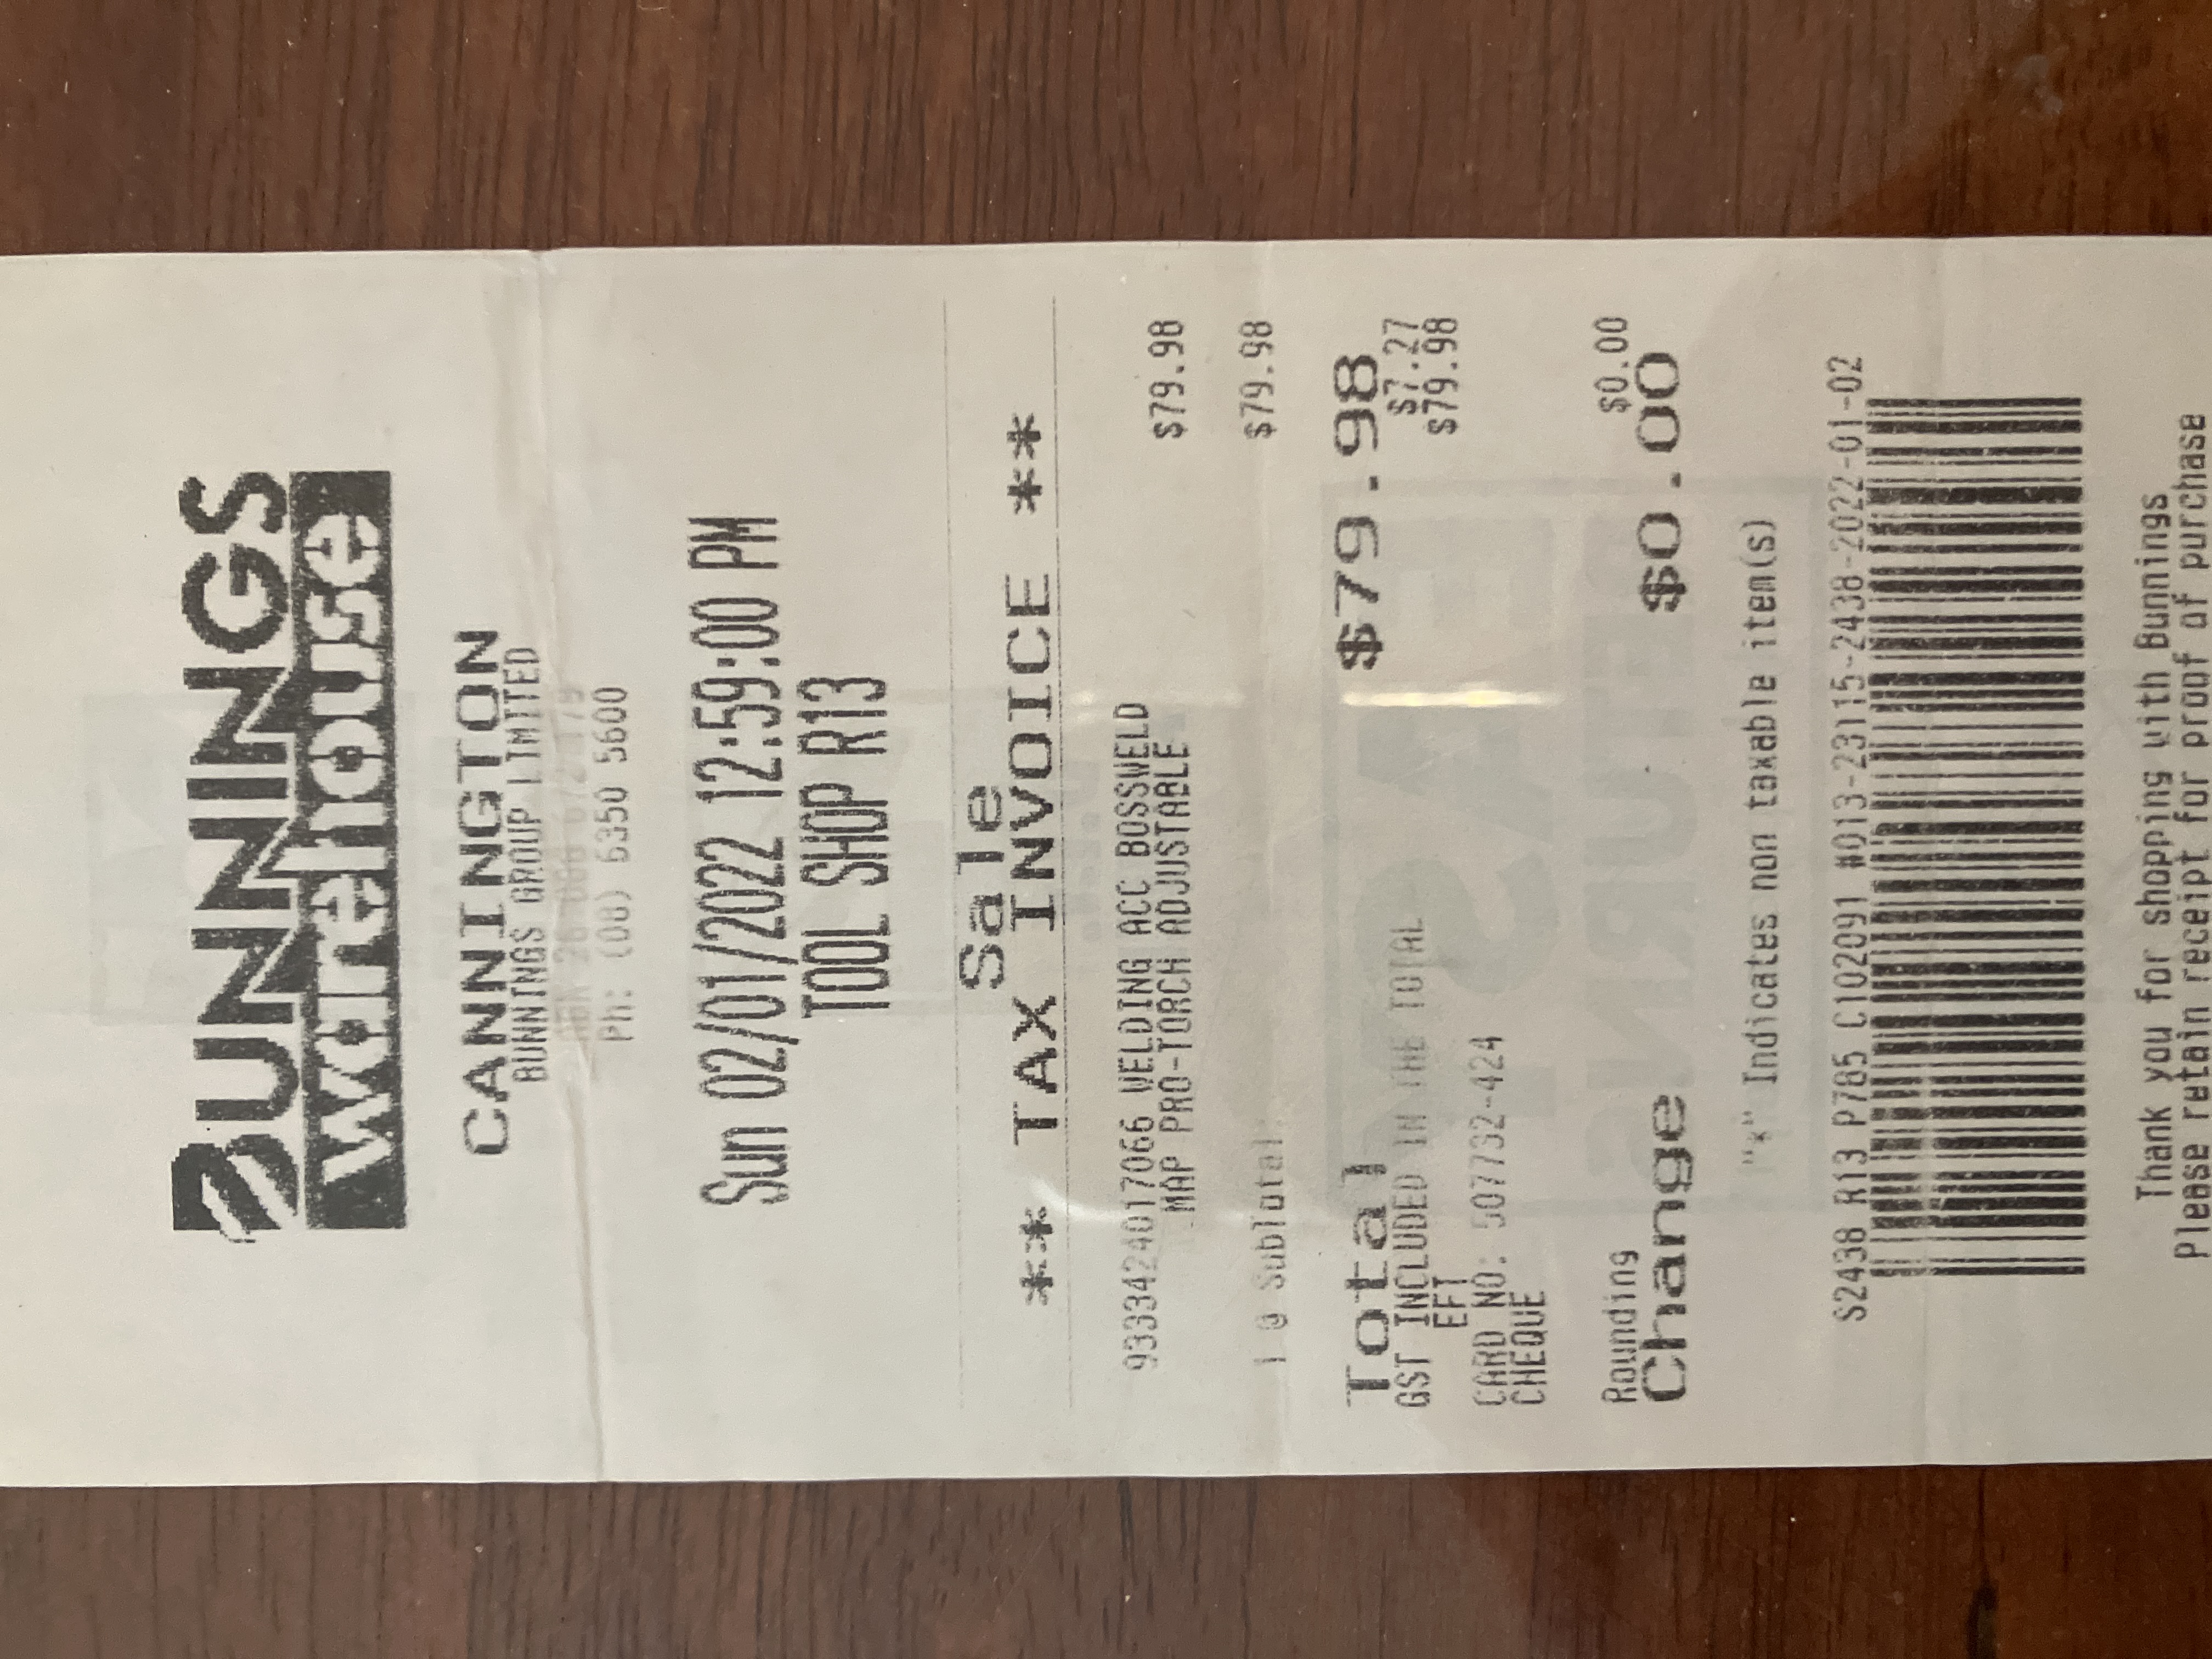 BUNNINGS
warehouse
CANNINGTON
BUNNINGS GROUP LIMITED
ABN 26 008 672 179
Ph: (08) 6350 5600
Sun 02/01/2022 12:59:00 PM
TOOL SHOP R13
Sale
** TAX INVOICE **
9333424017066 WELDING ACC BOSSWELD
MAP PRO-TORCH ADJUSTABLE $79.98
1 @ SubTotal: $79.98
Total $79.98
GST INCLUDED IN THE TOTAL $7.27
EFT $79.98
CARD NO: 507732-424
CHEQUE
Rounding $0.00
Change $0.00
"*" Indicates non taxable item(s)
S2438 R13 P785 C102091 #013-23115-2438-2022-01-02
Thank you for shopping with Bunnings
Please retain receipt for proof of purchase